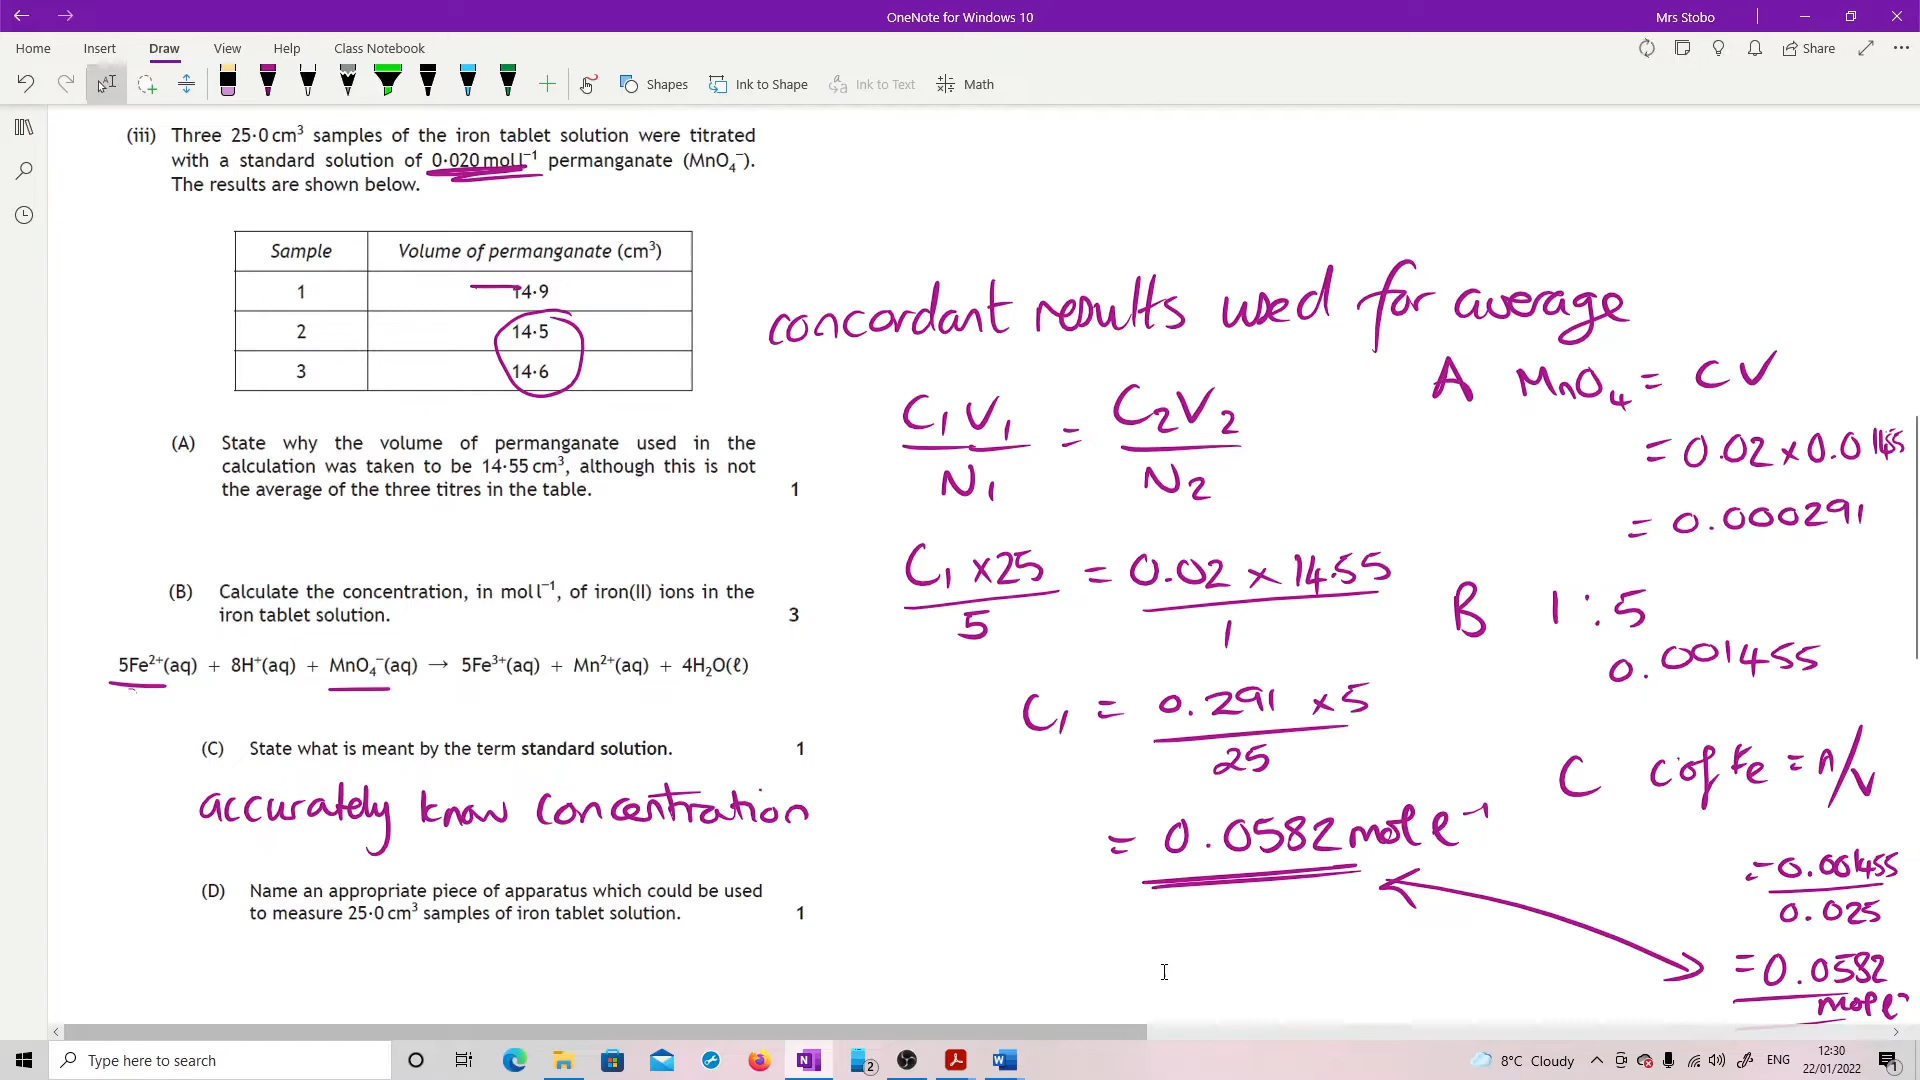 OneNote for Windows 10
Mrs Stobo
Home Insert Draw View Help Class Notebook
Share
Shapes Ink to Shape Ink to Text Math
(iii) Three 25·0 cm³ samples of the iron tablet solution were titrated
with a standard solution of 0·020 mol l⁻¹ permanganate (MnO₄⁻).
The results are shown below.
Sample Volume of permanganate (cm³)
1 14·9
2 14·5
3 14·6
(A) State why the volume of permanganate used in the
calculation was taken to be 14·55 cm³, although this is not
the average of the three titres in the table. 1
(B) Calculate the concentration, in mol l⁻¹, of iron(II) ions in the
iron tablet solution. 3
5Fe²⁺(aq) + 8H⁺(aq) + MnO₄⁻(aq) → 5Fe³⁺(aq) + Mn²⁺(aq) + 4H₂O(ℓ)
(C) State what is meant by the term standard solution. 1
accurately know concentration
(D) Name an appropriate piece of apparatus which could be used
to measure 25·0 cm³ samples of iron tablet solution. 1
concordant results used for average
C₁V₁ = C₂V₂
N₁ N₂
C₁ × 25 = 0.02 × 14.55
5 1
C₁ = 0.291 × 5
25
= 0.0582 mol l⁻¹
A MnO₄ = CV
= 0.02 × 0.01455
= 0.000291
B 1 : 5
0.001455
C C of Fe = n/V
= 0.001455
0.025
= 0.0582
mol l⁻
Type here to search
2
8°C Cloudy
ENG
12:30
22/01/2022
1